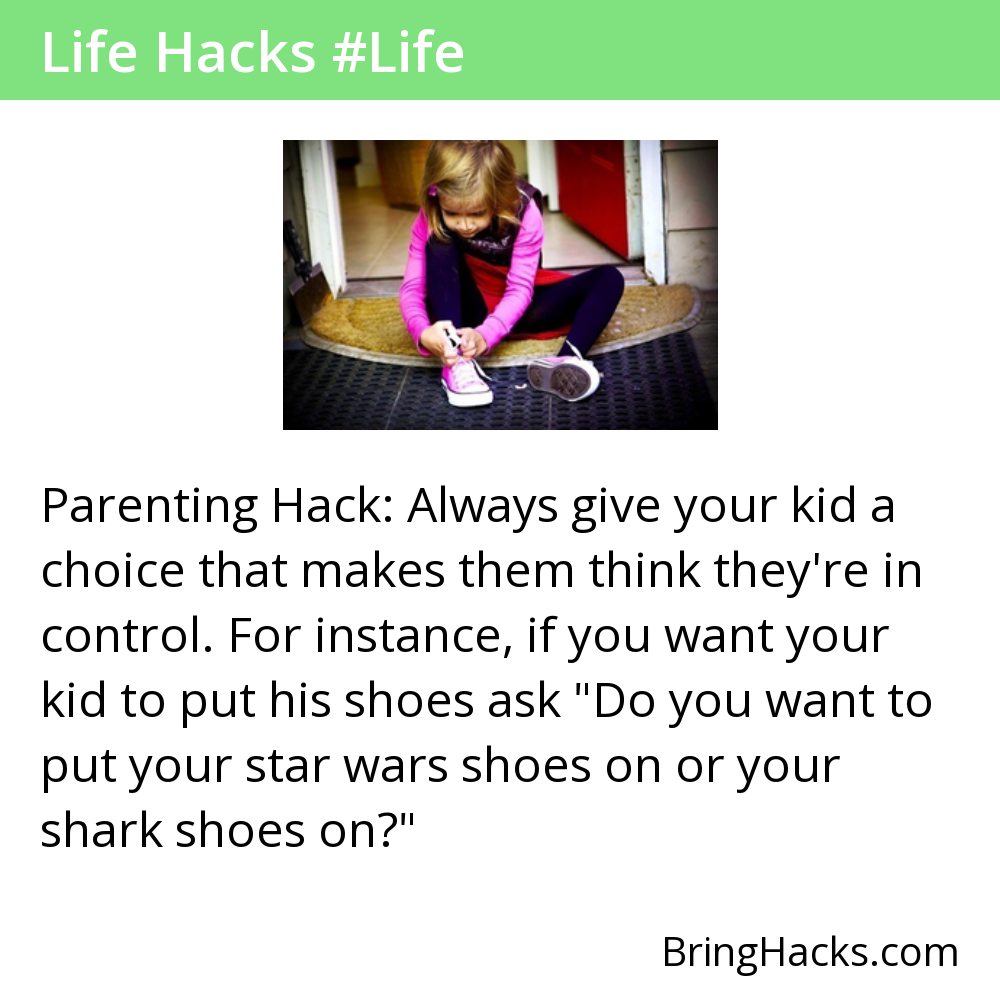 Life Hacks #Life
Parenting Hack: Always give your kid a
choice that makes them think they're in
control. For instance, if you want your
kid to put his shoes ask "Do you want to
put your star wars shoes on or your
shark shoes on?"
BringHacks.com